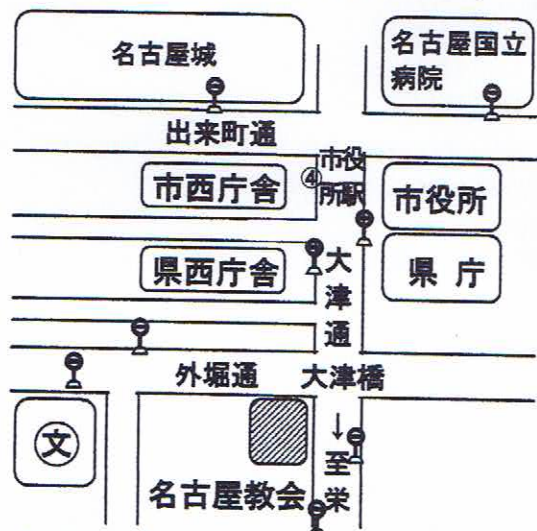 名古屋城
名古屋国立
病院
出来町通
市役
所駅
④
市西庁舎
市役所
県西庁舎
県庁
大津通
外堀通
大津橋
文
↓至栄
名古屋教会